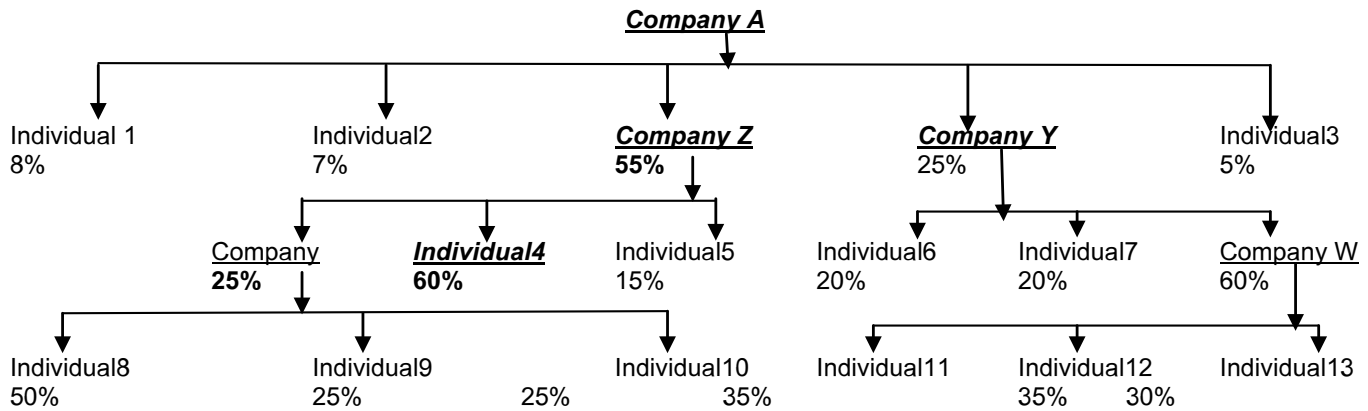 Company A
Individual 1 Individual2 Company Z Company Y Individual3
8% 7% 55% 25% 5%
Company Individual4 Individual5 Individual6 Individual7 Company W
25% 60% 15% 20% 20% 60%
Individual8 Individual9 Individual10 Individual11 Individual12 Individual13
50% 25% 25% 35% 35% 30%